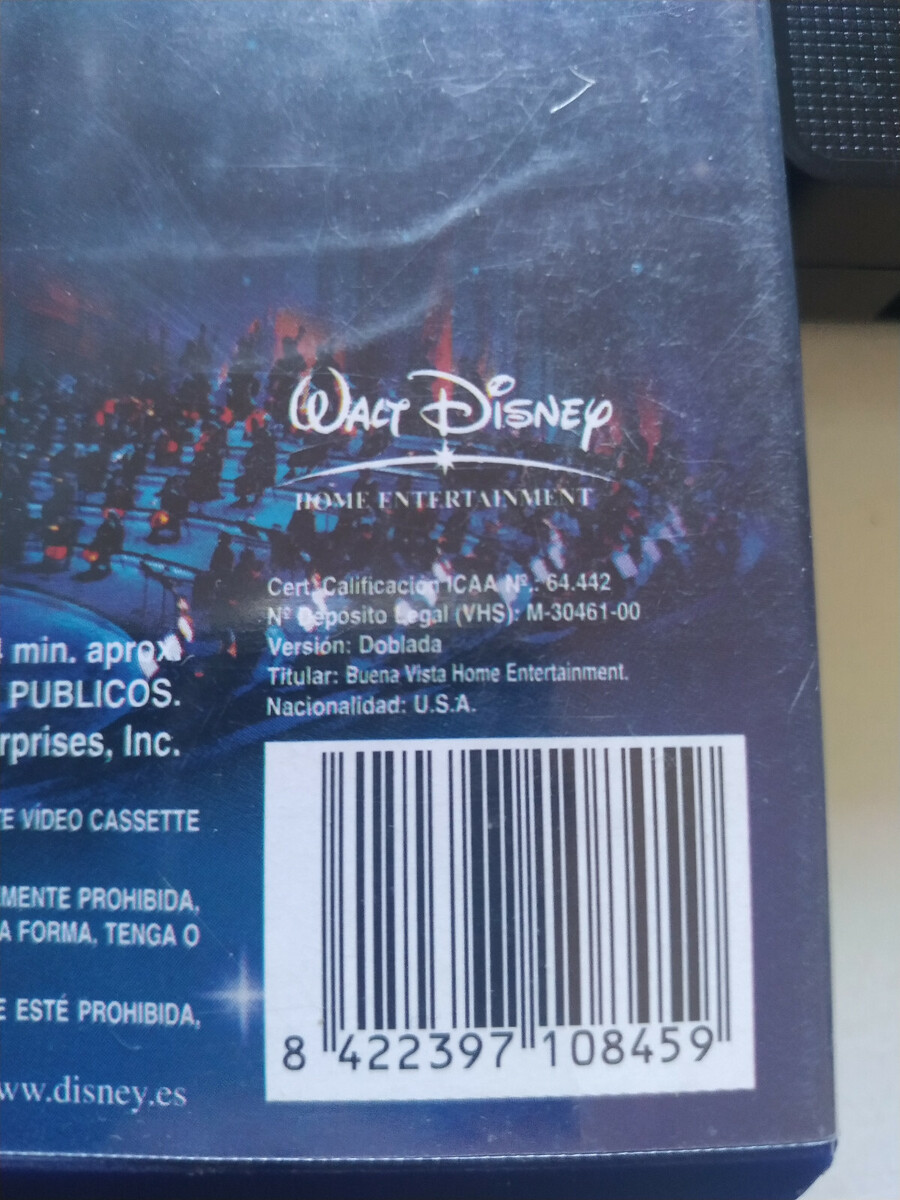 WALT DISNEY
HOME ENTERTAINMENT
Cert. Calificación ICAA Nº.: 64.442
Nº Deposito Legal (VHS): M-30461-00
Versión: Doblada
Titular: Buena Vista Home Entertainment.
Nacionalidad: U.S.A.
min. aprox.
PUBLICOS.
rprises, Inc.
E VÍDEO CASSETTE
MENTE PROHIBIDA.
A FORMA, TENGA O
E ESTÉ PROHIBIDA,
ww.disney.es
8 422397 108459